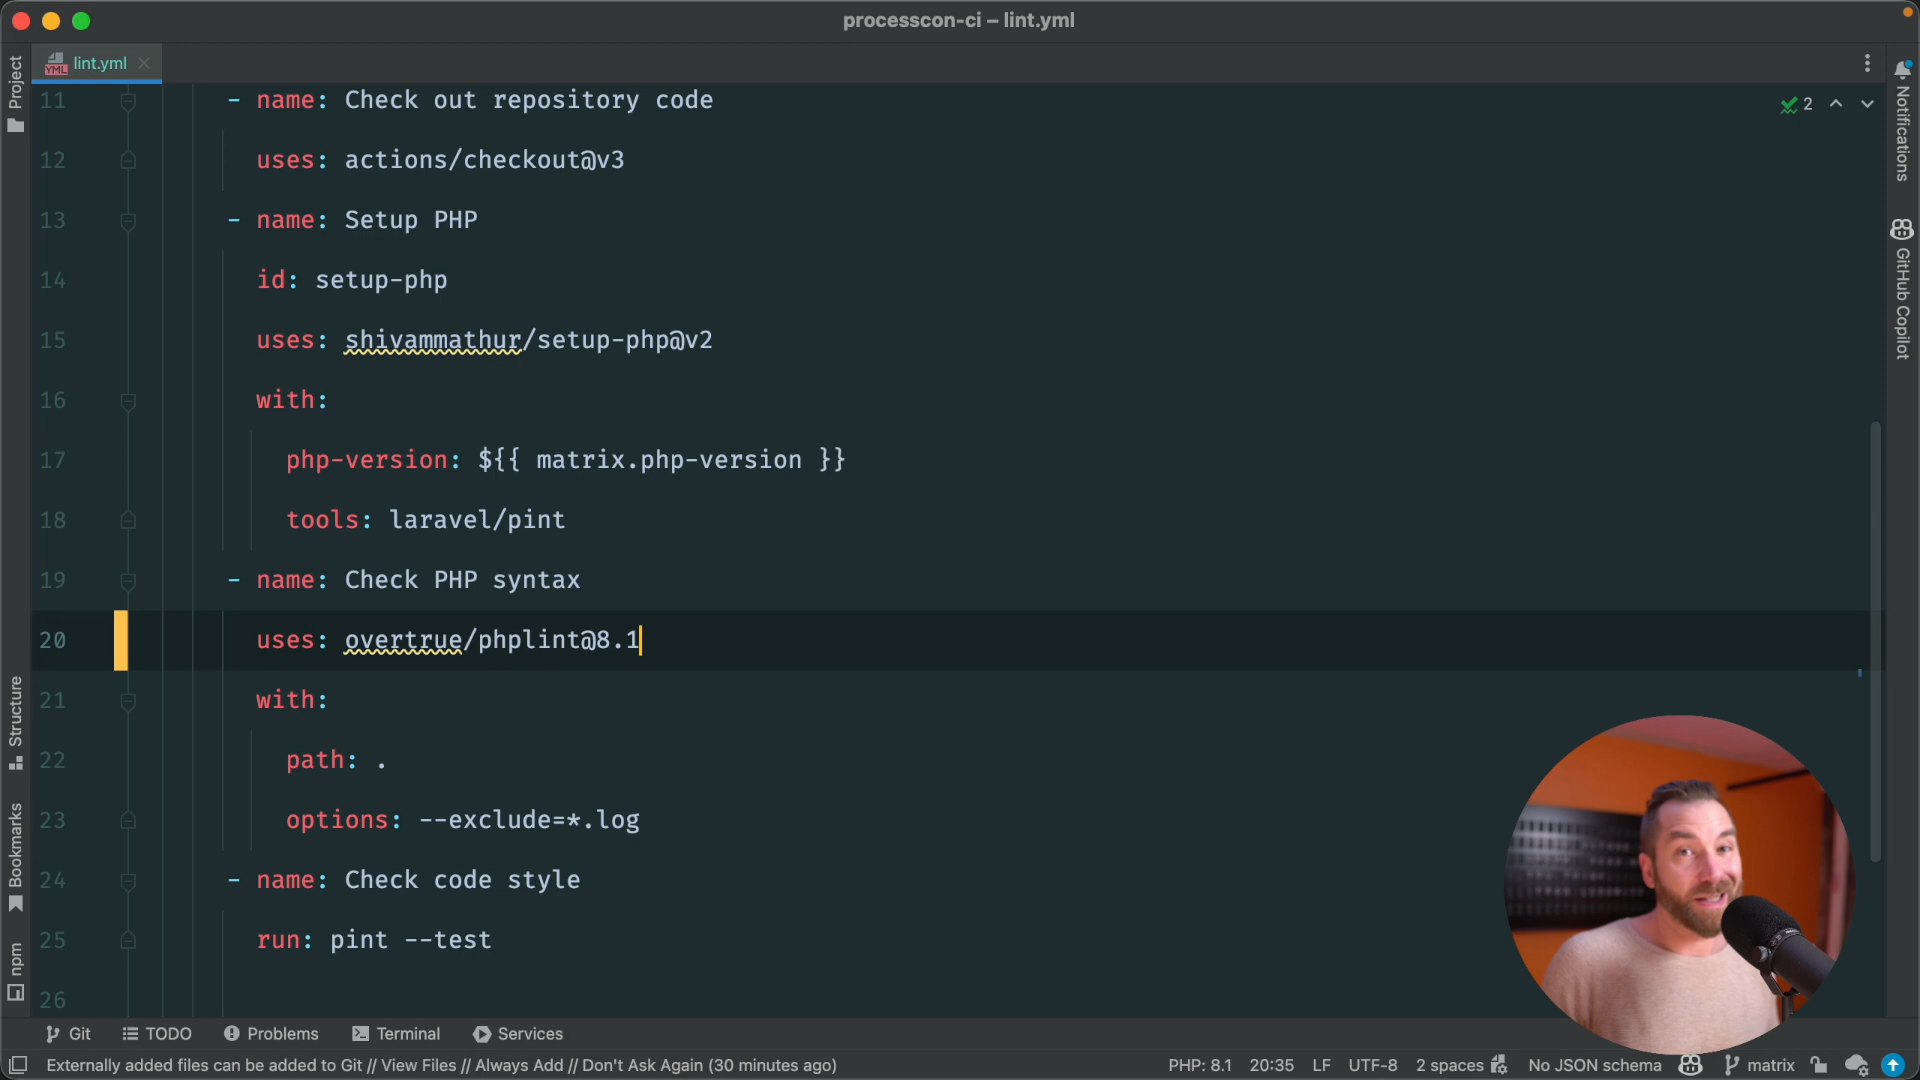 processcon-ci – lint.yml
Project
lint.yml
11 - name: Check out repository code
2
12 uses: actions/checkout@v3
13 - name: Setup PHP
14 id: setup-php
15 uses: shivammathur/setup-php@v2
16 with:
17 php-version: ${{ matrix.php-version }}
18 tools: laravel/pint
19 - name: Check PHP syntax
20 uses: overtrue/phplint@8.1
21 with:
22 path: .
23 options: --exclude=*.log
24 - name: Check code style
25 run: pint --test
26
Structure
Bookmarks
npm
Notifications
GitHub Copilot
Git TODO Problems Terminal Services
Externally added files can be added to Git // View Files // Always Add // Don't Ask Again (30 minutes ago) PHP: 8.1 20:35 LF UTF-8 2 spaces No JSON schema matrix